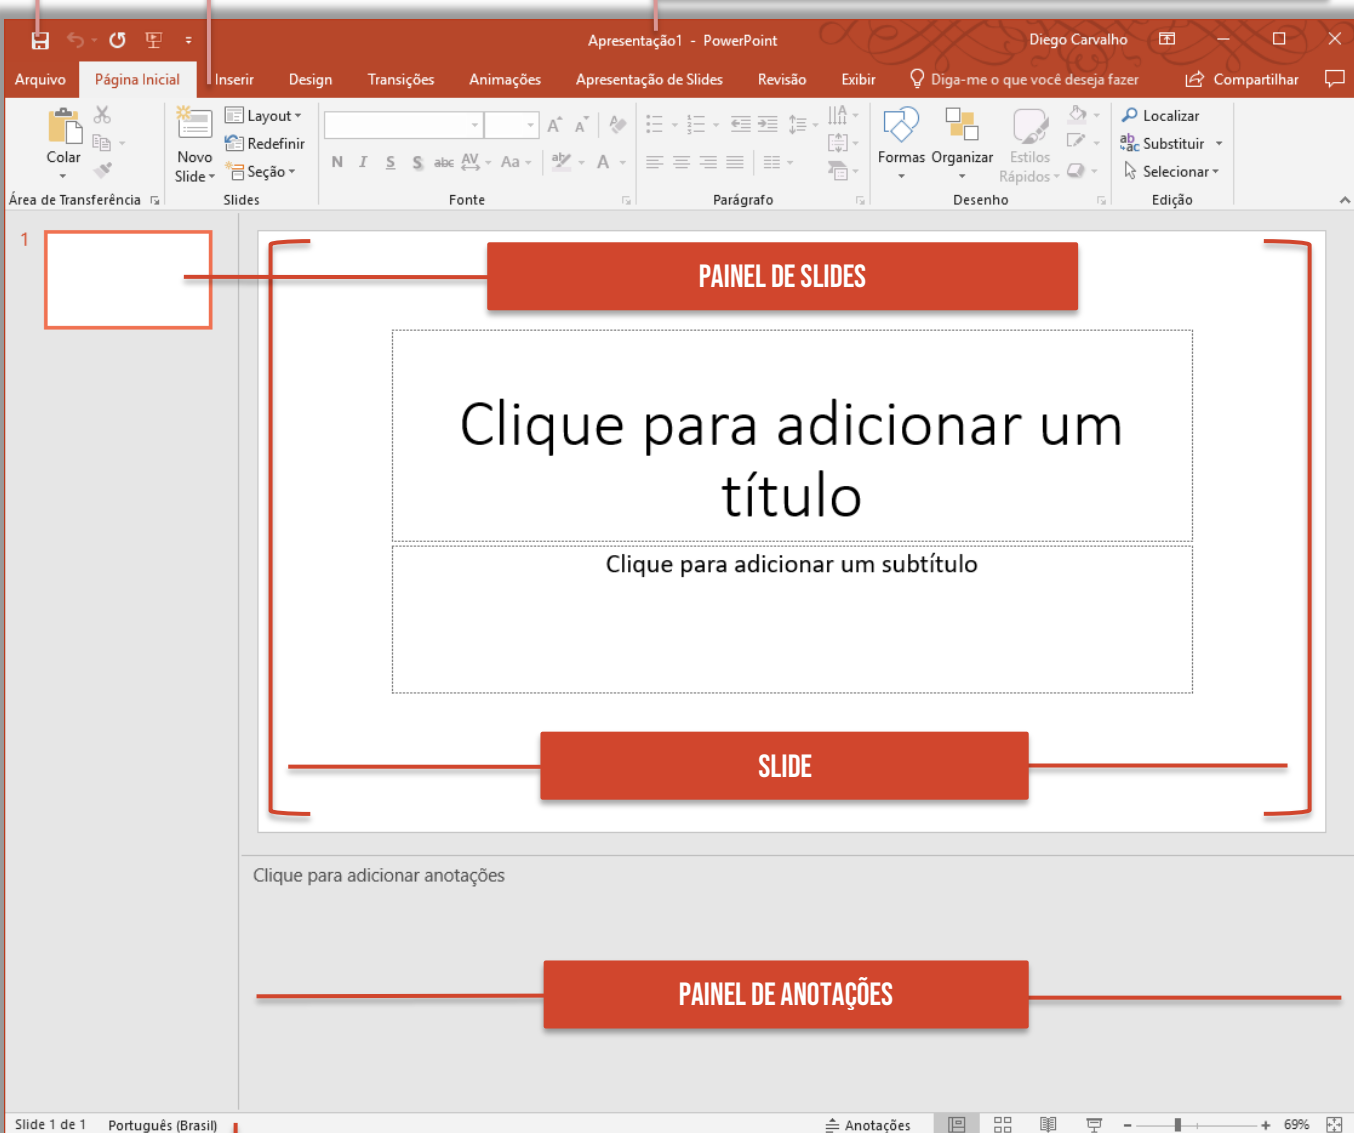 Apresentação1 - PowerPoint
Diego Carvalho
Arquivo
Página Inicial
Inserir
Design
Transições
Animações
Apresentação de Slides
Revisão
Exibir
Diga-me o que você deseja fazer
Compartilhar
Colar
Área de Transferência
Novo
Slide
Layout
Redefinir
Seção
Slides
N I S S abc AV Aa ab A
A A
Fonte
Parágrafo
Formas
Organizar
Estilos
Rápidos
Desenho
Localizar
Substituir
Selecionar
Edição
1
PAINEL DE SLIDES
Clique para adicionar um
título
Clique para adicionar um subtítulo
SLIDE
Clique para adicionar anotações
PAINEL DE ANOTAÇÕES
Slide 1 de 1
Português (Brasil)
Anotações
69%